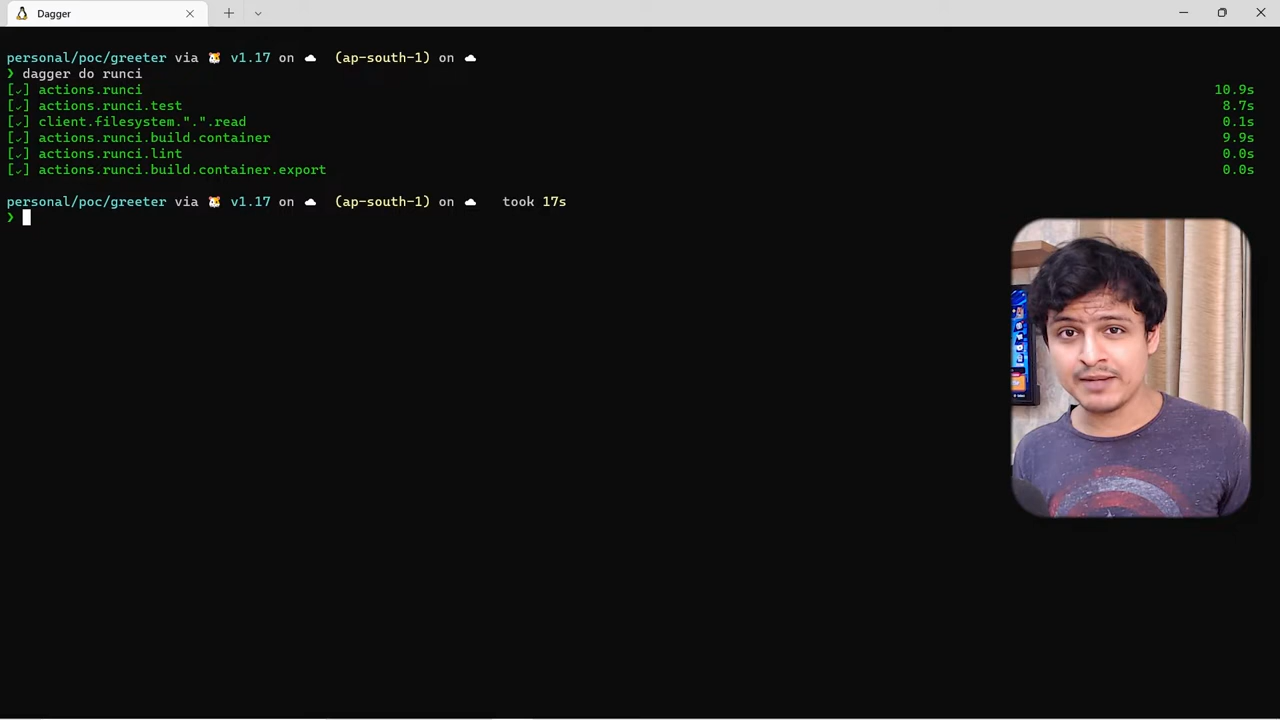 Dagger
personal/poc/greeter via v1.17 on (ap-south-1) on
❯ dagger do runci
[✓] actions.runci 10.9s
[✓] actions.runci.test 8.7s
[✓] client.filesystem.".".read 0.1s
[✓] actions.runci.build.container 9.9s
[✓] actions.runci.lint 0.0s
[✓] actions.runci.build.container.export 0.0s
personal/poc/greeter via v1.17 on (ap-south-1) on took 17s
❯